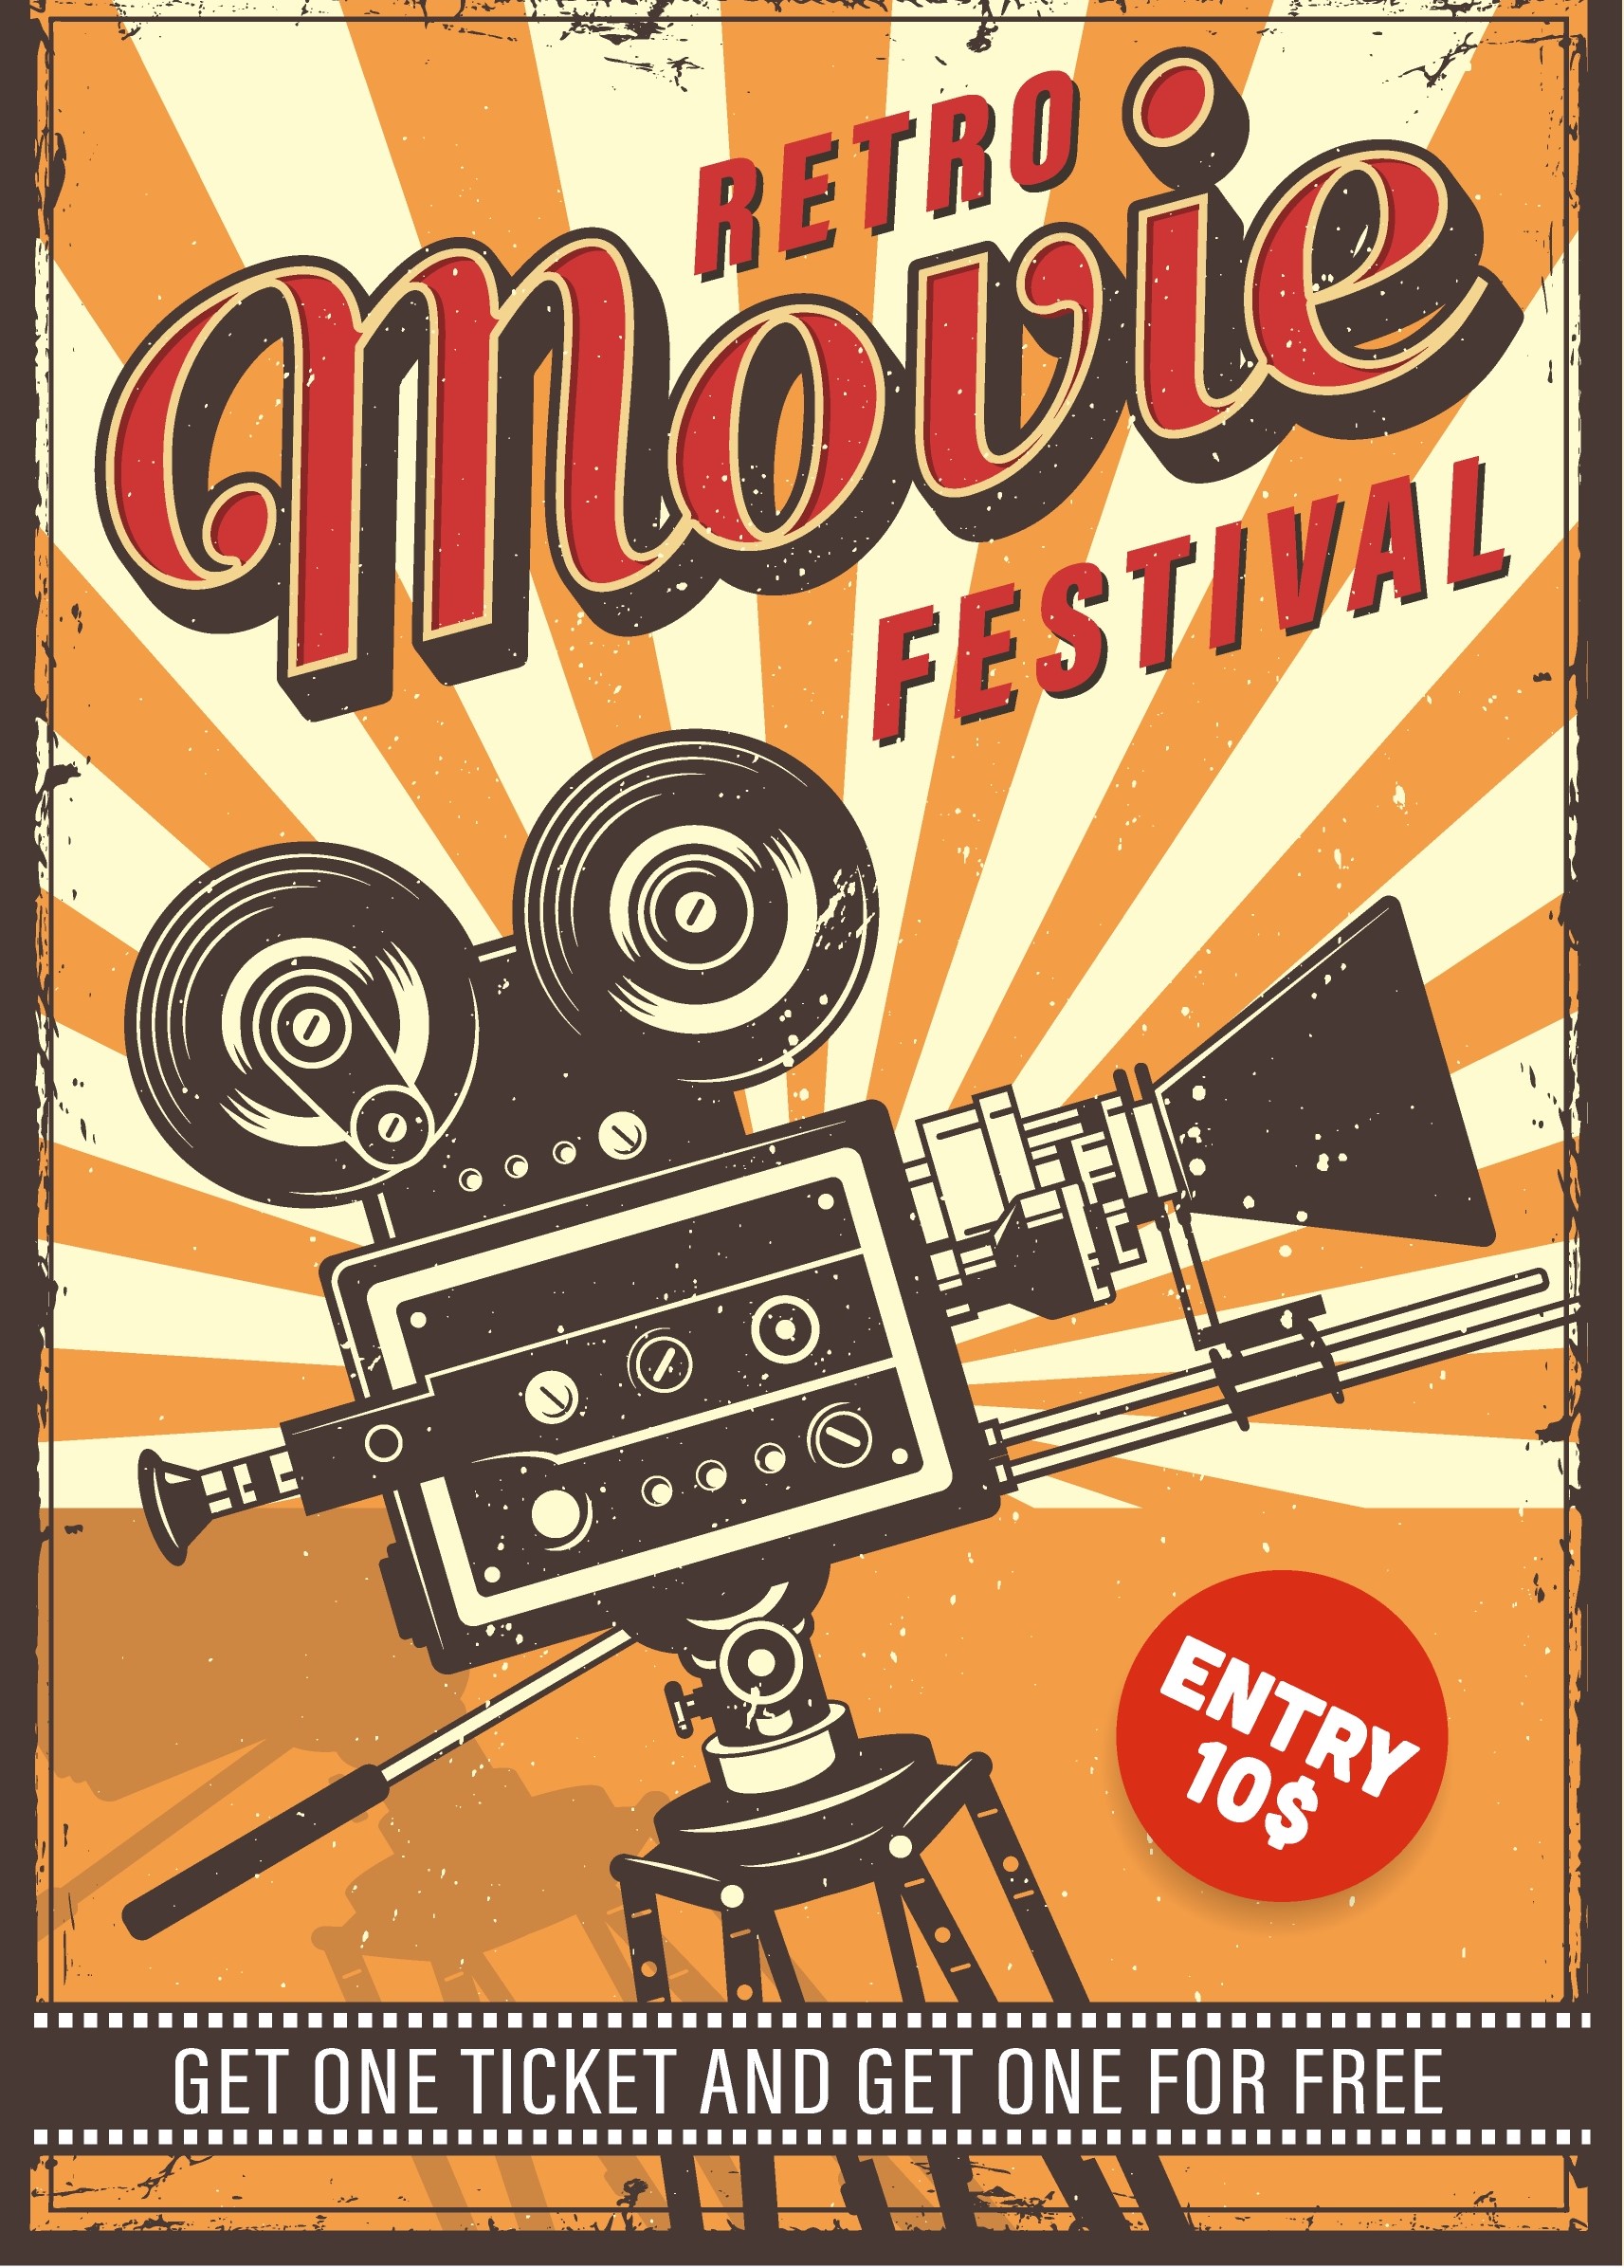 RETRO
Movie
FESTIVAL
ENTRY
10$
GET ONE TICKET AND GET ONE FOR FREE